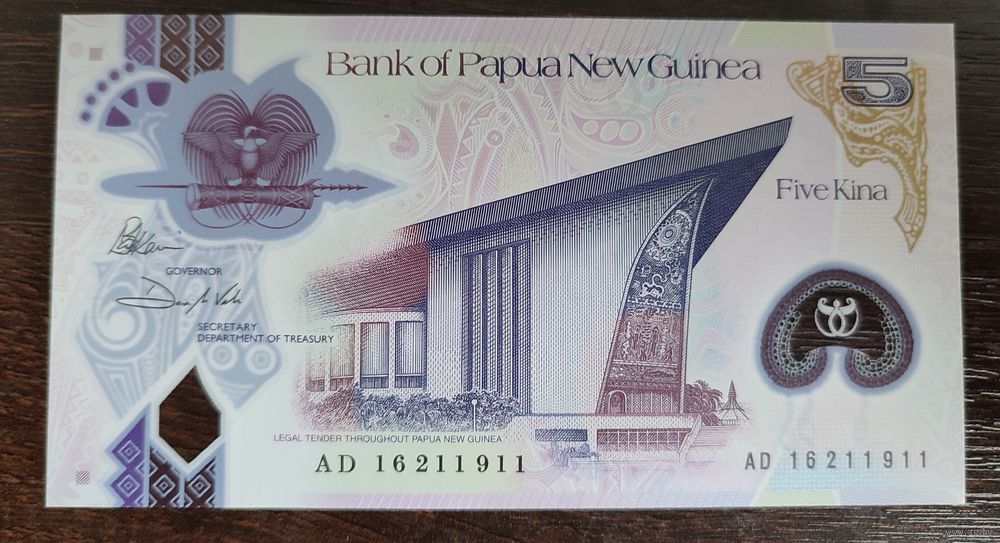 Bank of Papua New Guinea
5
Five Kina
GOVERNOR
SECRETARY
DEPARTMENT OF TREASURY
LEGAL TENDER THROUGHOUT PAPUA NEW GUINEA
AD 16211911
AD 16211911